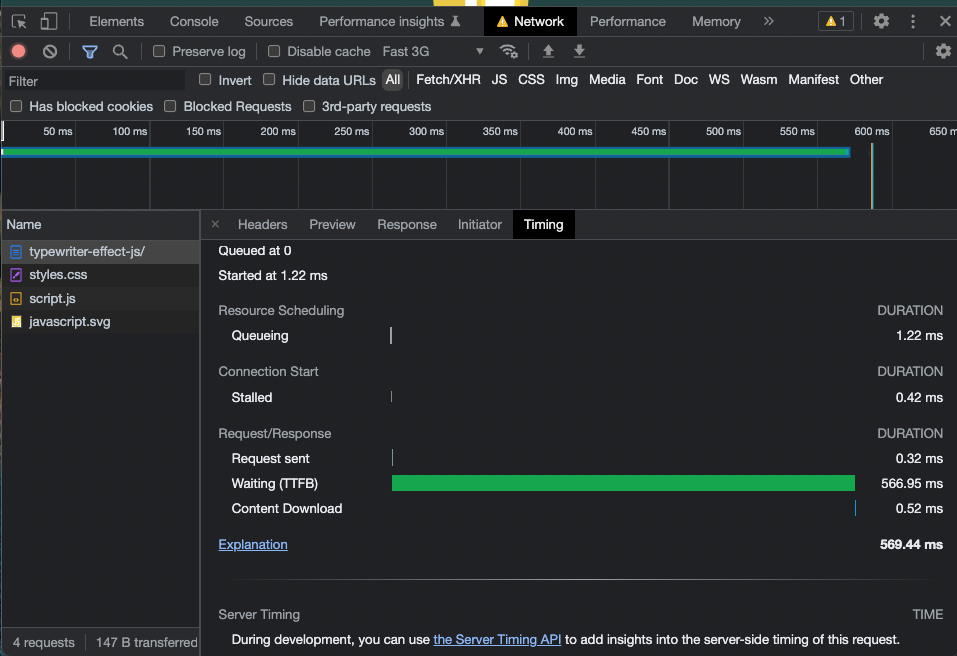 Elements Console Sources Performance insights Network Performance Memory 1
Preserve log Disable cache Fast 3G
Filter Invert Hide data URLs All Fetch/XHR JS CSS Img Media Font Doc WS Wasm Manifest Other
Has blocked cookies Blocked Requests 3rd-party requests
50 ms 100 ms 150 ms 200 ms 250 ms 300 ms 350 ms 400 ms 450 ms 500 ms 550 ms 600 ms 650 m
Name
typewriter-effect-js/
styles.css
script.js
javascript.svg
4 requests 147 B transferred
Headers Preview Response Initiator Timing
Queued at 0
Started at 1.22 ms
Resource Scheduling DURATION
Queueing 1.22 ms
Connection Start DURATION
Stalled 0.42 ms
Request/Response DURATION
Request sent 0.32 ms
Waiting (TTFB) 566.95 ms
Content Download 0.52 ms
Explanation 569.44 ms
Server Timing TIME
During development, you can use the Server Timing API to add insights into the server-side timing of this request.